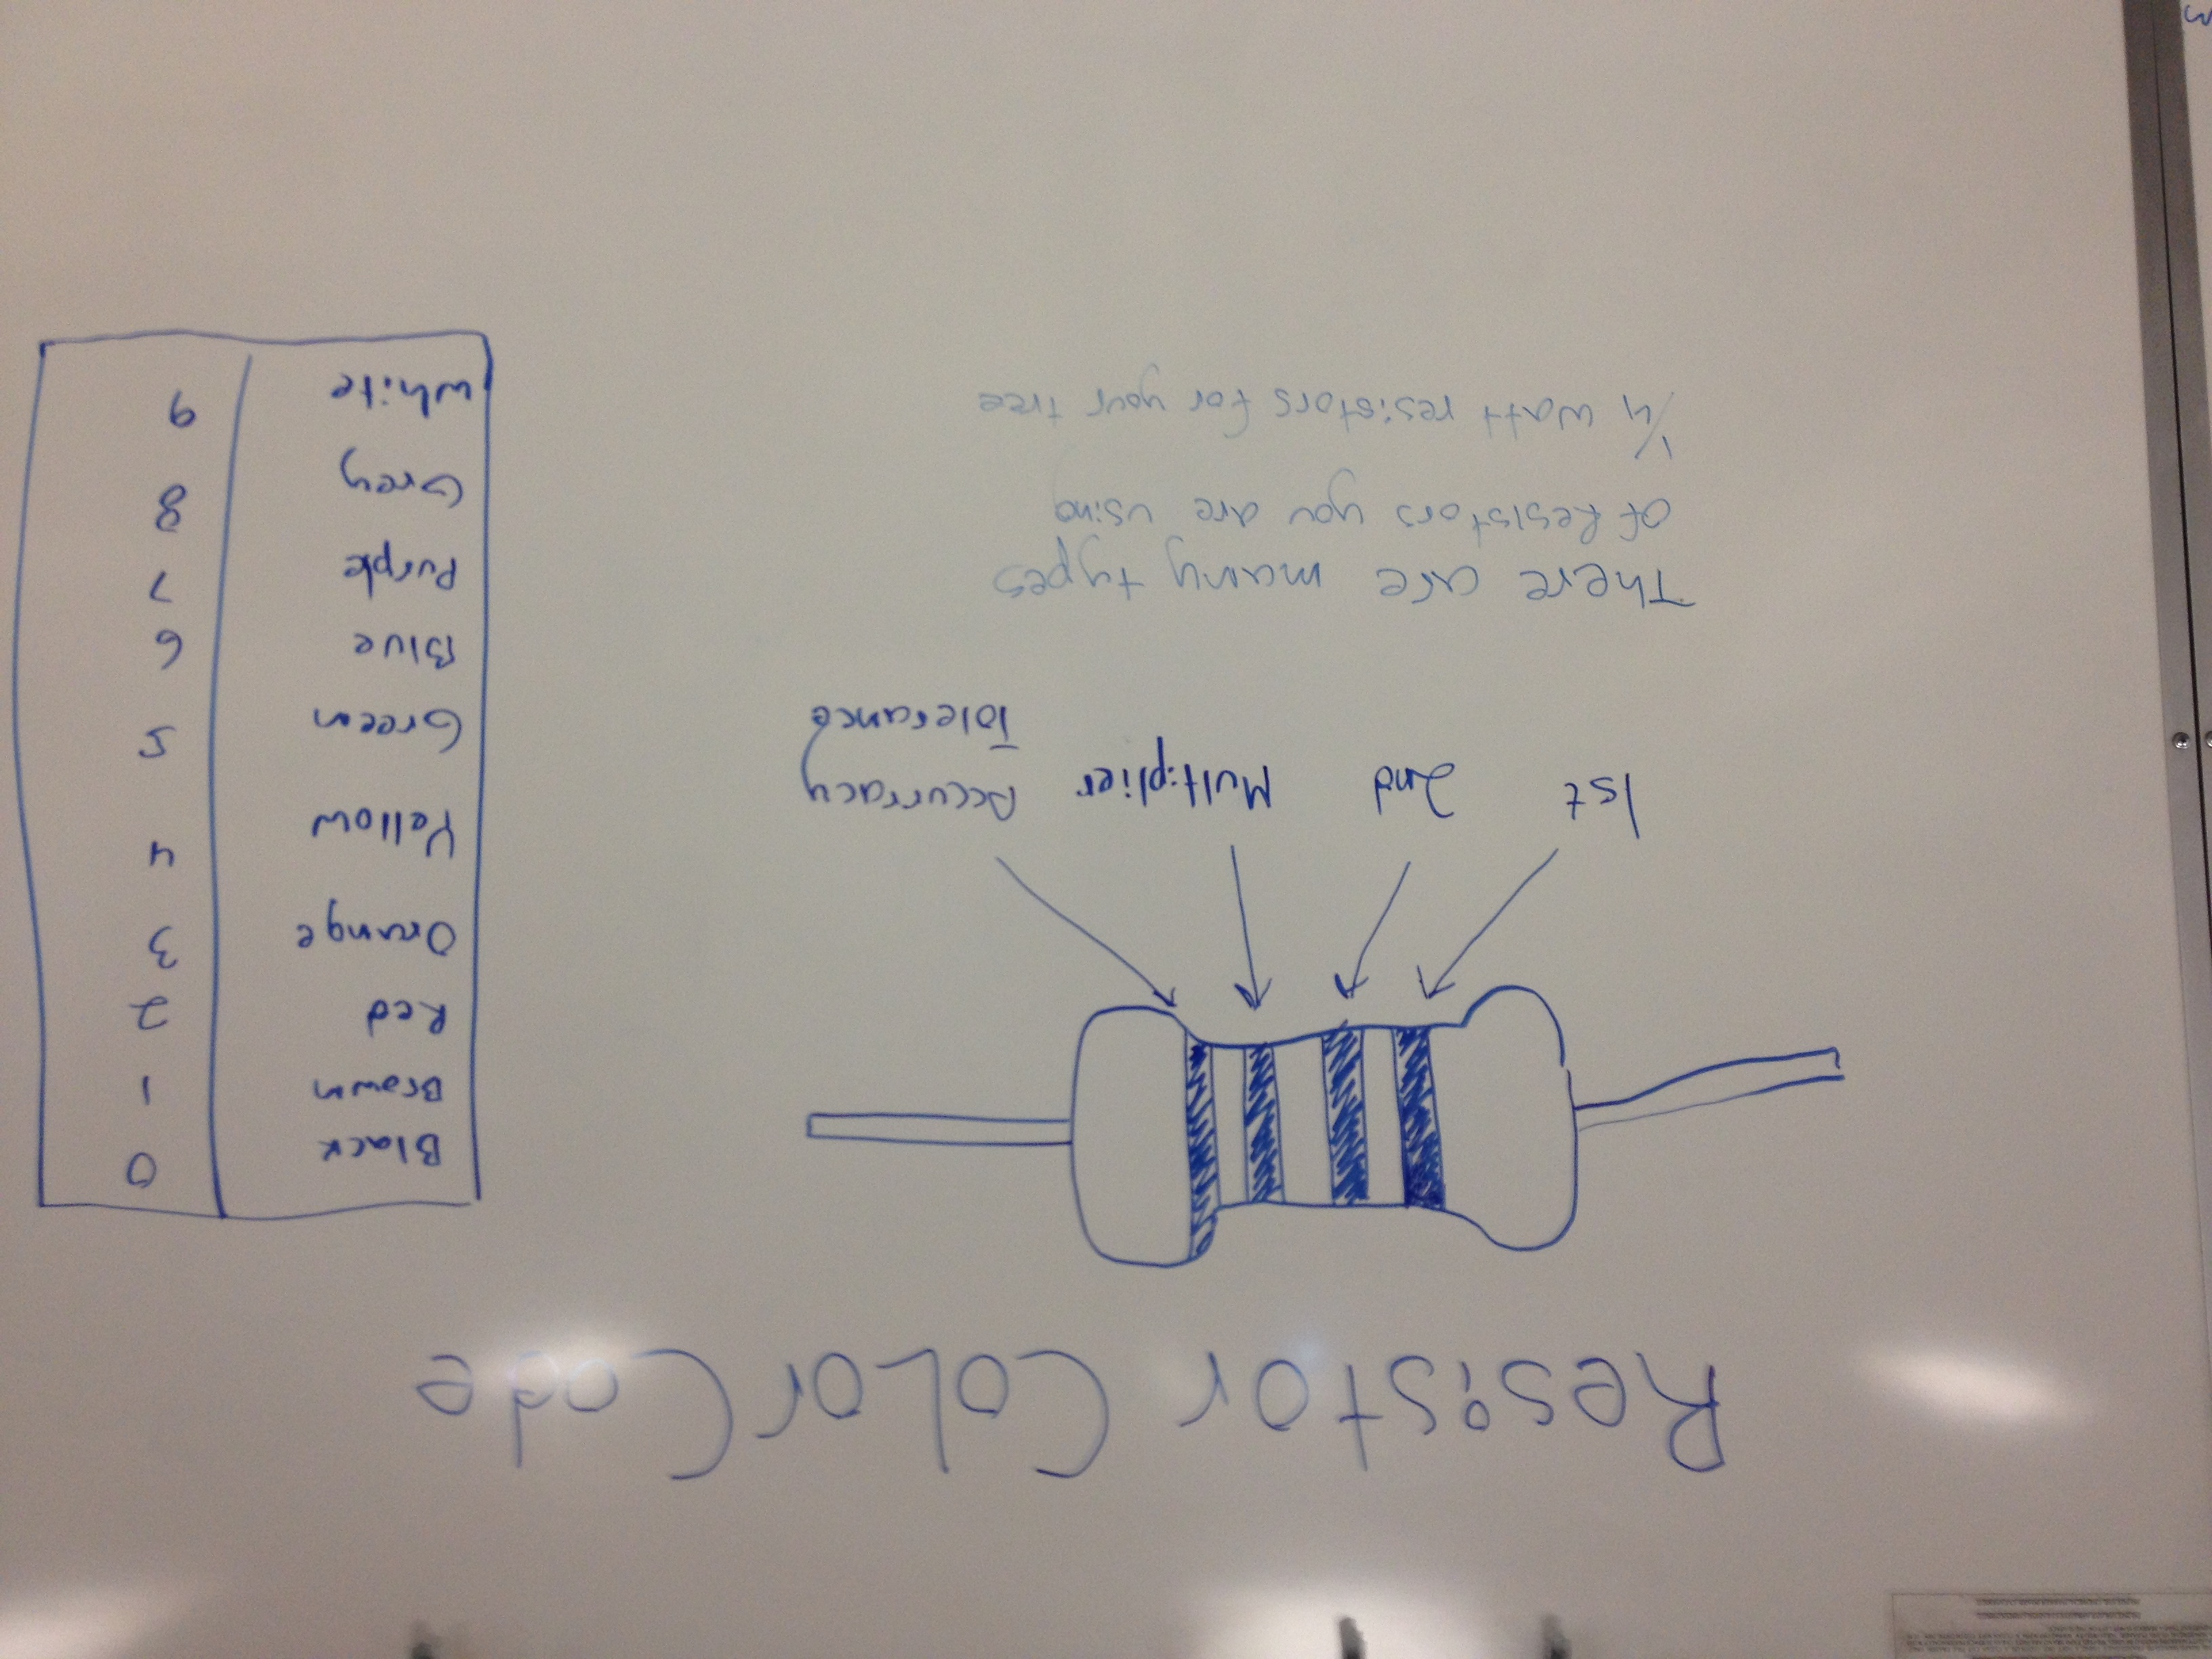 Resistor CoLor Code
1st 2nd Multiplier Accurracy
Tolerance
There are many types
of Resistors you are using
1/4 watt resistors for your tree
Black 0
Brown 1
Red 2
Orange 3
Yellow 4
Green 5
Blue 6
Purple 7
Grey 8
white 9